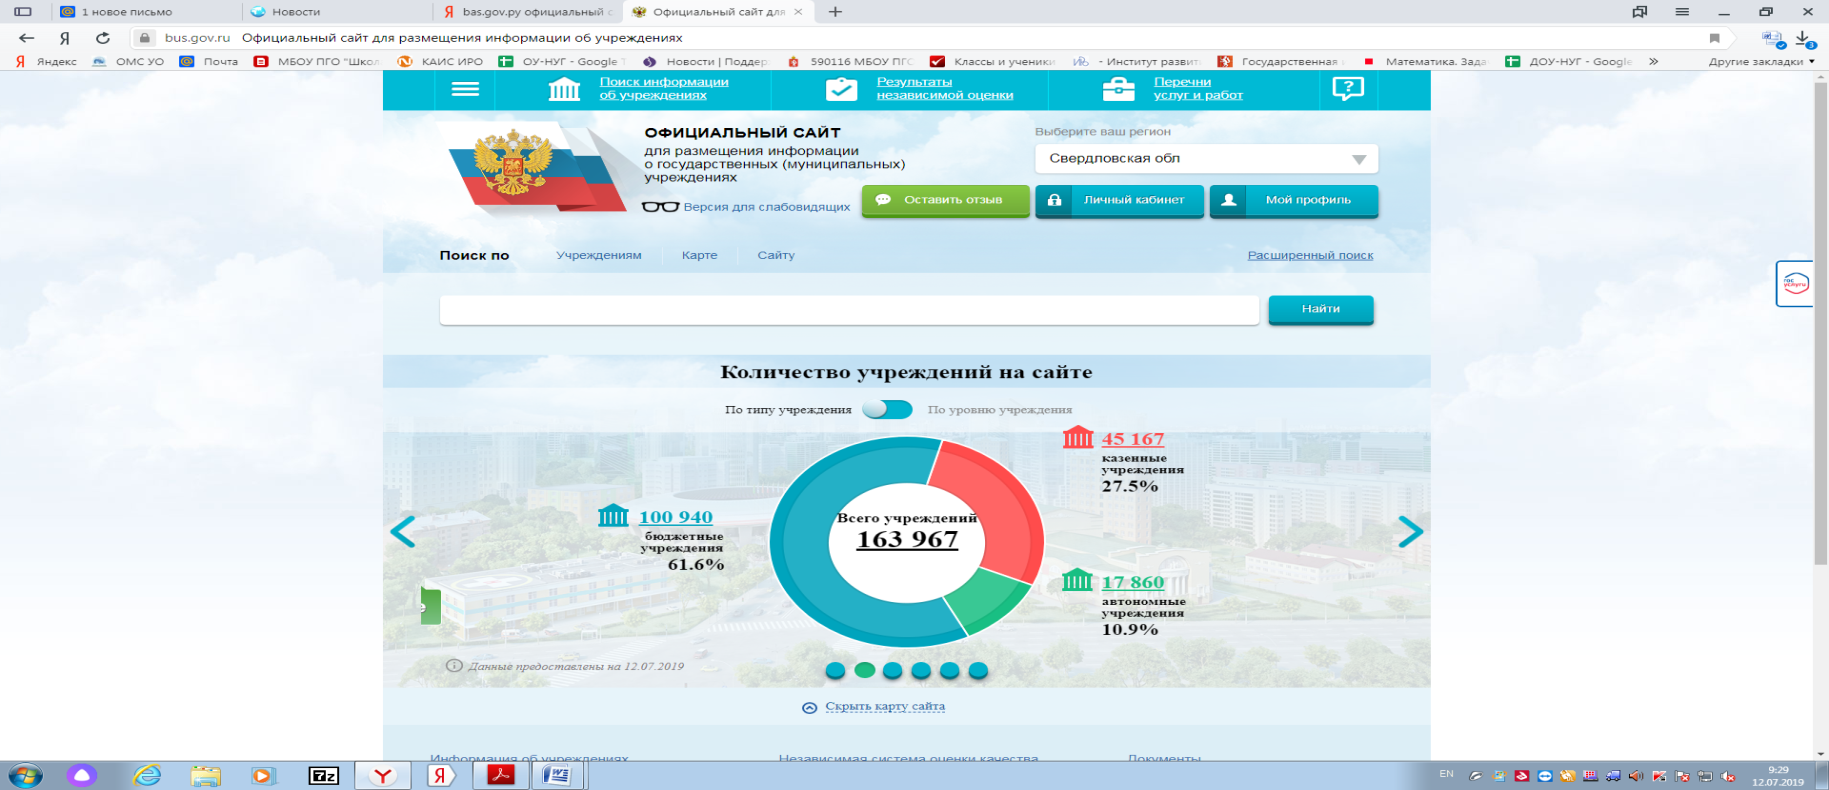 1 новое письмо
Новости
bas.gov.ру официальный с
Официальный сайт для
bus.gov.ru Официальный сайт для размещения информации об учреждениях
Яндекс
ОМС УО
Почта
МБОУ ПГО "Школ
КАИС ИРО
ОУ-НУГ - Google T
Новости | Поддер
590116 МБОУ ПГО
Классы и ученики
- Институт развит
Государственная и
Математика. Зада
ДОУ-НУГ - Google
Другие закладки
Поиск информации
об учреждениях
Результаты
независимой оценки
Перечни
услуг и работ
ОФИЦИАЛЬНЫЙ САЙТ
для размещения информации
о государственных (муниципальных)
учреждениях
Версия для слабовидящих
Выберите ваш регион
Свердловская обл
Оставить отзыв
Личный кабинет
Мой профиль
Поиск по
Учреждениям
Карте
Сайту
Расширенный поиск
гос
услуги
Найти
Количество учреждений на сайте
По типу учреждения
По уровню учреждения
45 167
казенные
учреждения
27.5%
100 940
бюджетные
учреждения
61.6%
Всего учреждений
163 967
17 860
автономные
учреждения
10.9%
Данные предоставлены на 12.07.2019
Скрыть карту сайта
Информация об учреждениях
Независимая система оценки качества
Документы
EN
9:29
12.07.2019